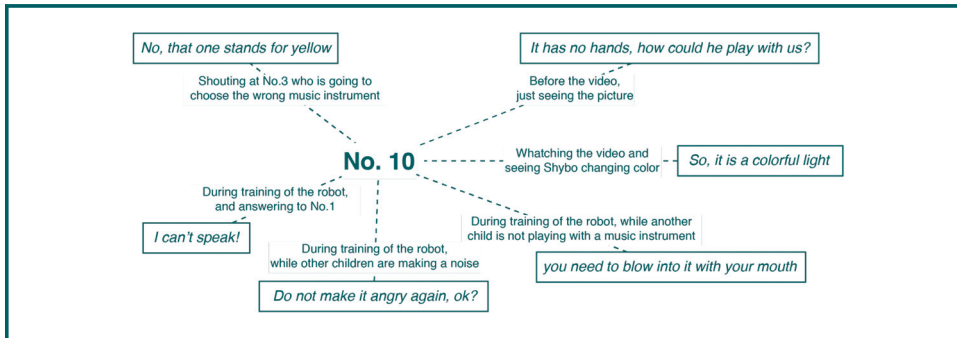 No, that one stands for yellow
Shouting at No.3 who is going to
choose the wrong music instrument
It has no hands, how could he play with us?
Before the video,
just seeing the picture
No. 10
Whatching the video and
seeing Shybo changing color
So, it is a colorful light
During training of the robot,
and answering to No.1
I can't speak!
During training of the robot,
while other children are making a noise
Do not make it angry again, ok?
During training of the robot, while another
child is not playing with a music instrument
you need to blow into it with your mouth